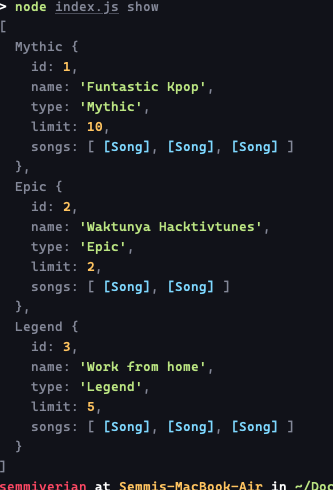 > node index.js show
[
  Mythic {
    id: 1,
    name: 'Funtastic Kpop',
    type: 'Mythic',
    limit: 10,
    songs: [ [Song], [Song], [Song] ]
  },
  Epic {
    id: 2,
    name: 'Waktunya Hacktivtunes',
    type: 'Epic',
    limit: 2,
    songs: [ [Song], [Song] ]
  },
  Legend {
    id: 3,
    name: 'Work from home',
    type: 'Legend',
    limit: 5,
    songs: [ [Song], [Song], [Song] ]
  }
]
semmiverian at Semmis-MacBook-Air in ~/Doc